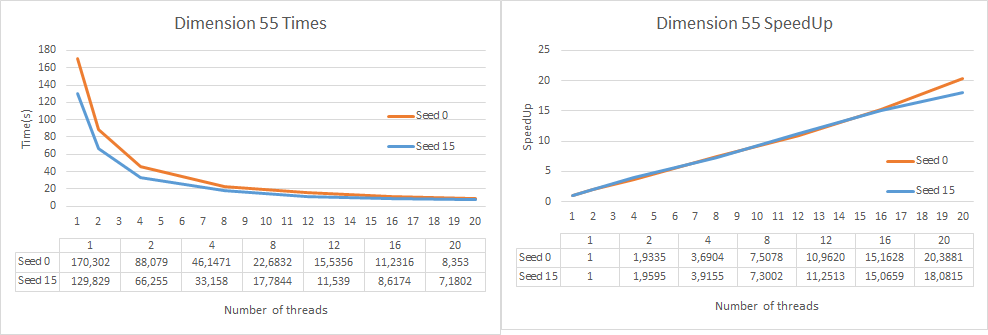 Dimension 55 Times
180
160
140
120
100
80
60
40
20
0
Time(s)
Seed 0
Seed 15
1 2 3 4 5 6 7 8 9 10 11 12 13 14 15 16 17 18 19 20
1 2 4 8 12 16 20
Seed 0 170,302 88,079 46,1471 22,6832 15,5356 11,2316 8,353
Seed 15 129,829 66,255 33,158 17,7844 11,539 8,6174 7,1802
Number of threads
Dimension 55 SpeedUp
25
20
15
10
5
0
SpeedUp
Seed 0
Seed 15
1 2 3 4 5 6 7 8 9 10 11 12 13 14 15 16 17 18 19 20
1 2 4 8 12 16 20
Seed 0 1 1,9335 3,6904 7,5078 10,9620 15,1628 20,3881
Seed 15 1 1,9595 3,9155 7,3002 11,2513 15,0659 18,0815
Number of threads